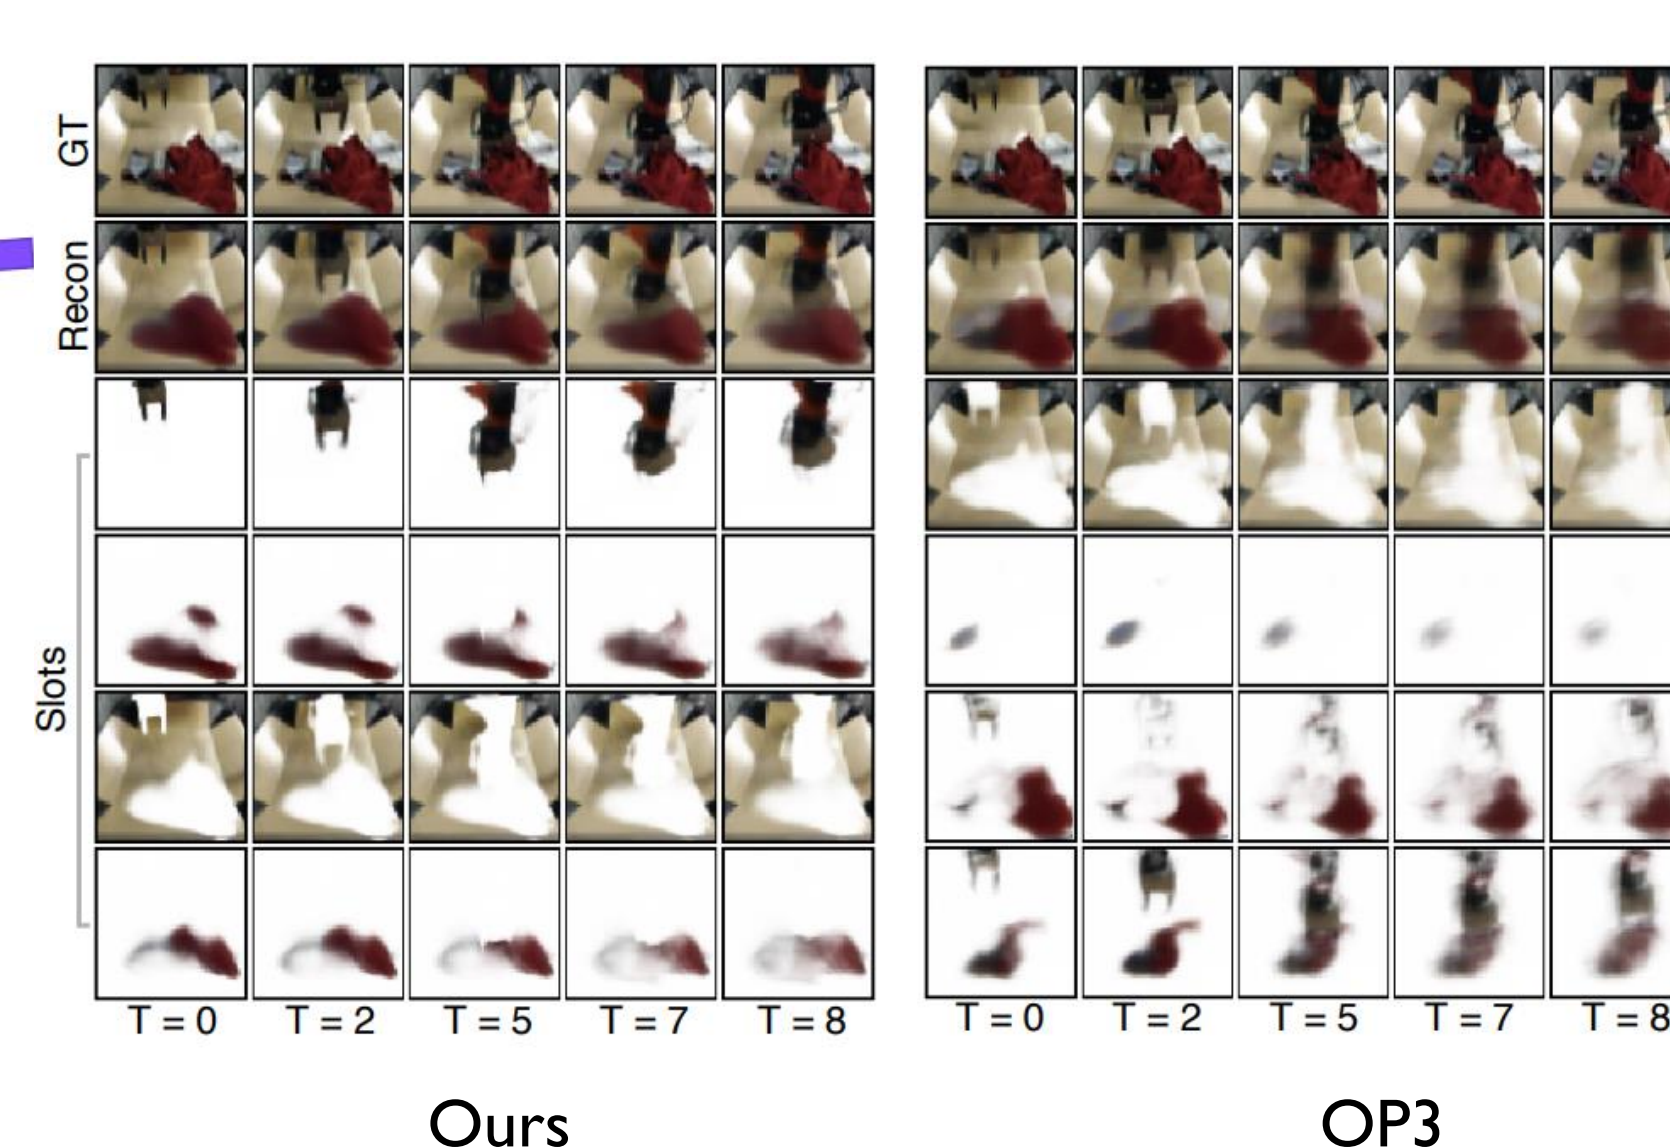 GT
Recon
Slots
T = 0 T = 2 T = 5 T = 7 T = 8 T = 0 T = 2 T = 5 T = 7 T = 8
Ours OP3